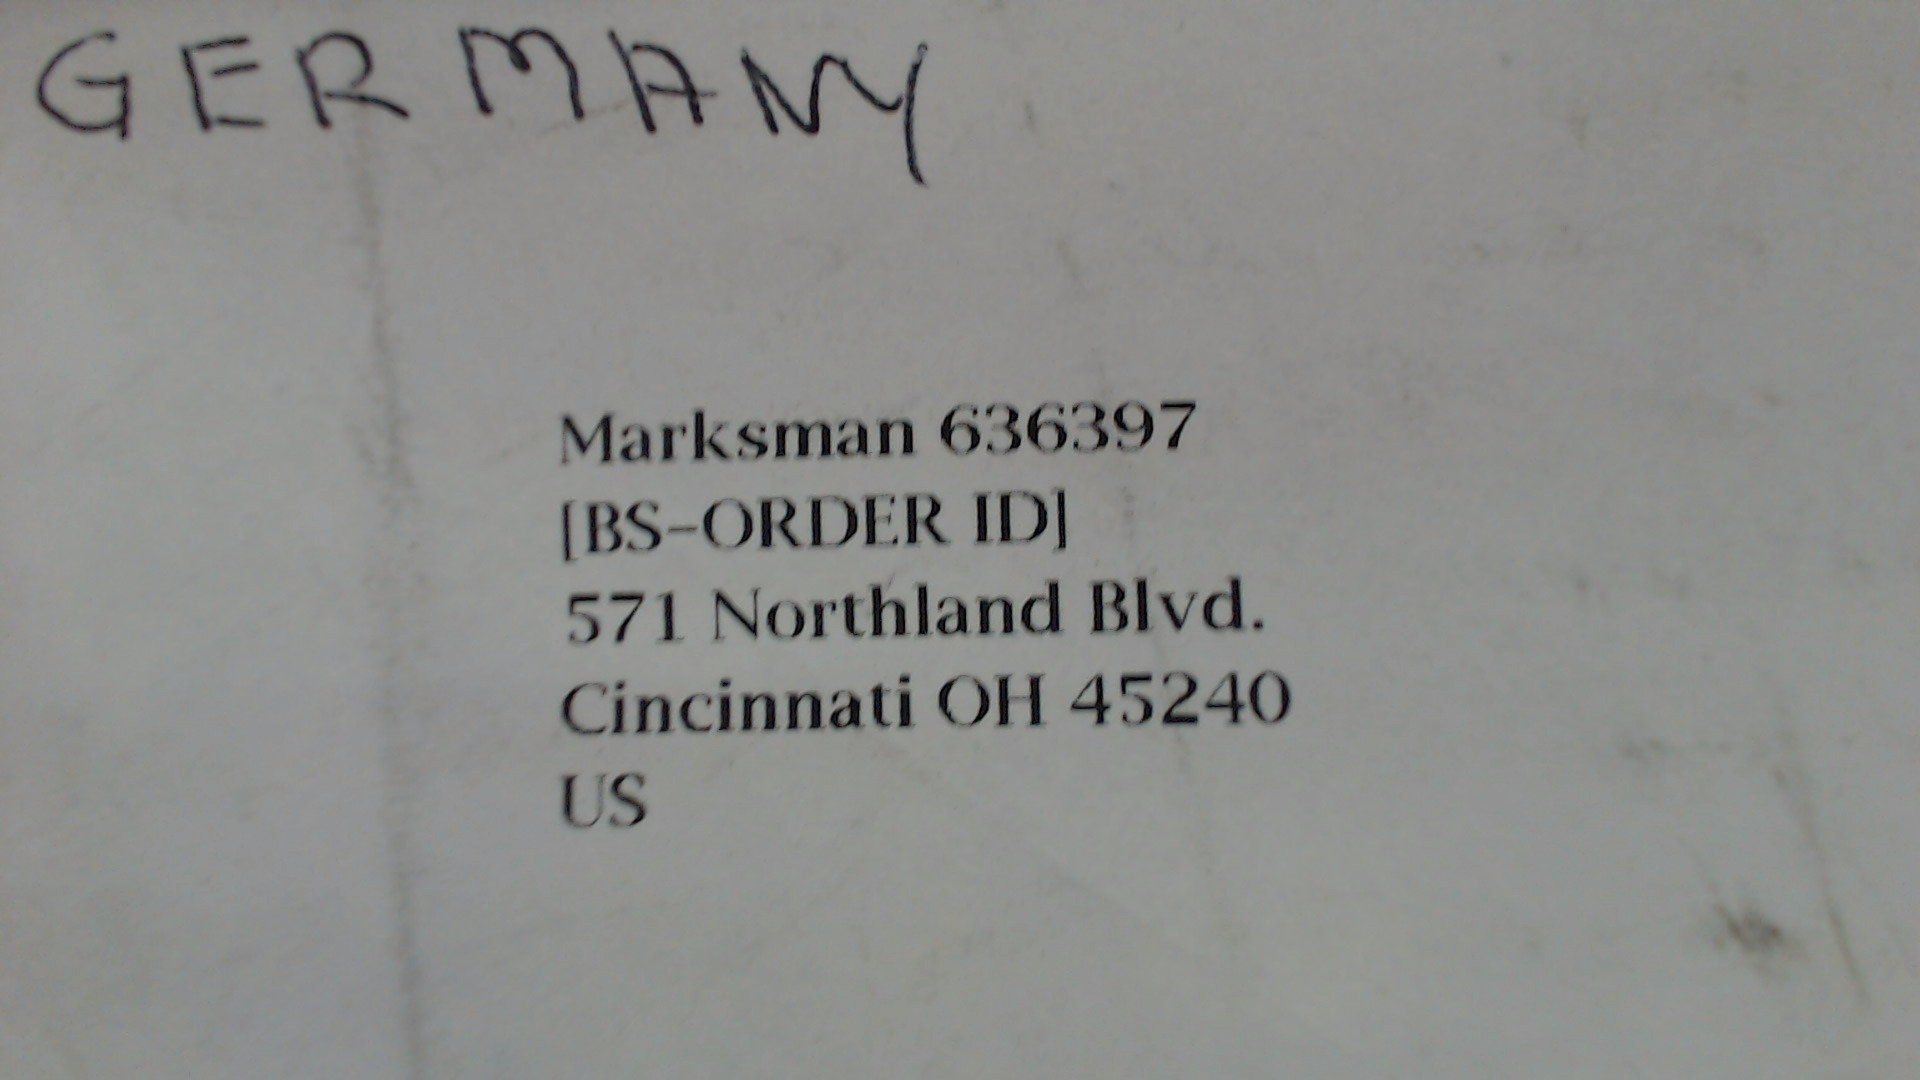 GERMANY
Marksman 636397
[BS-ORDER ID]
571 Northland Blvd.
Cincinnati OH 45240
US